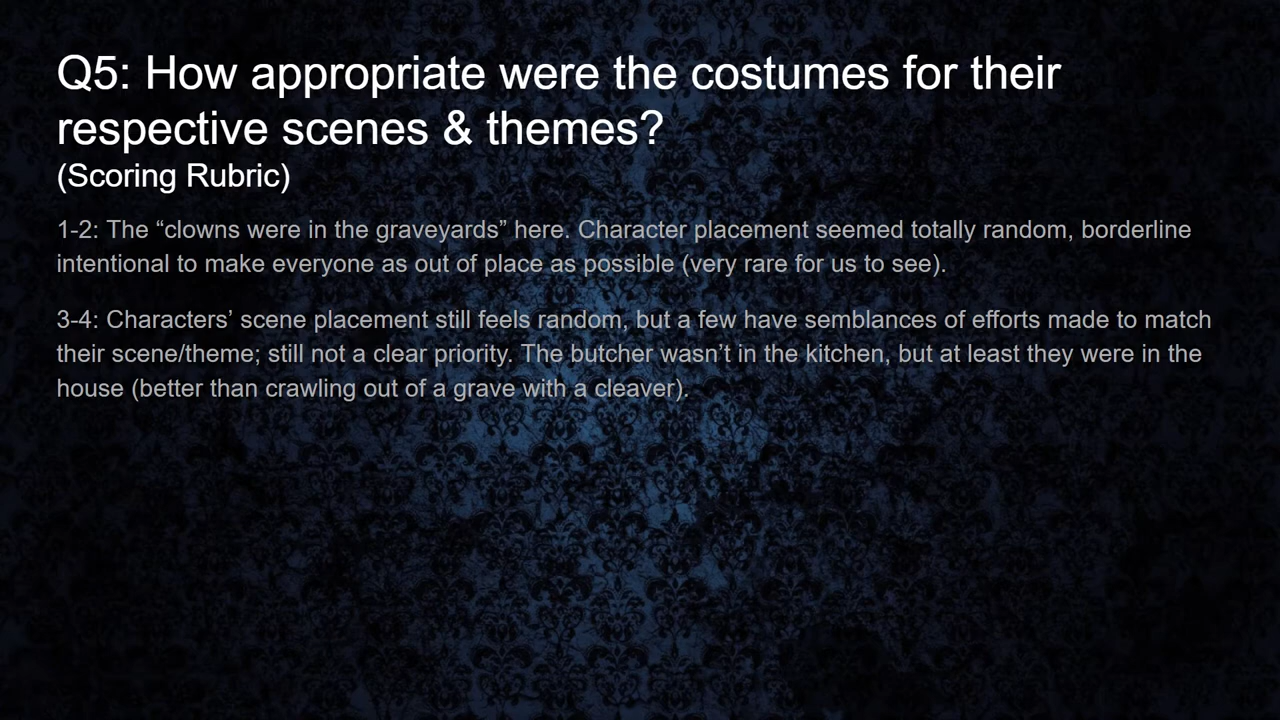 Q5: How appropriate were the costumes for their
respective scenes & themes?
(Scoring Rubric)
1-2: The “clowns were in the graveyards” here. Character placement seemed totally random, borderline
intentional to make everyone as out of place as possible (very rare for us to see).
3-4: Characters’ scene placement still feels random, but a few have semblances of efforts made to match
their scene/theme; still not a clear priority. The butcher wasn’t in the kitchen, but at least they were in the
house (better than crawling out of a grave with a cleaver).